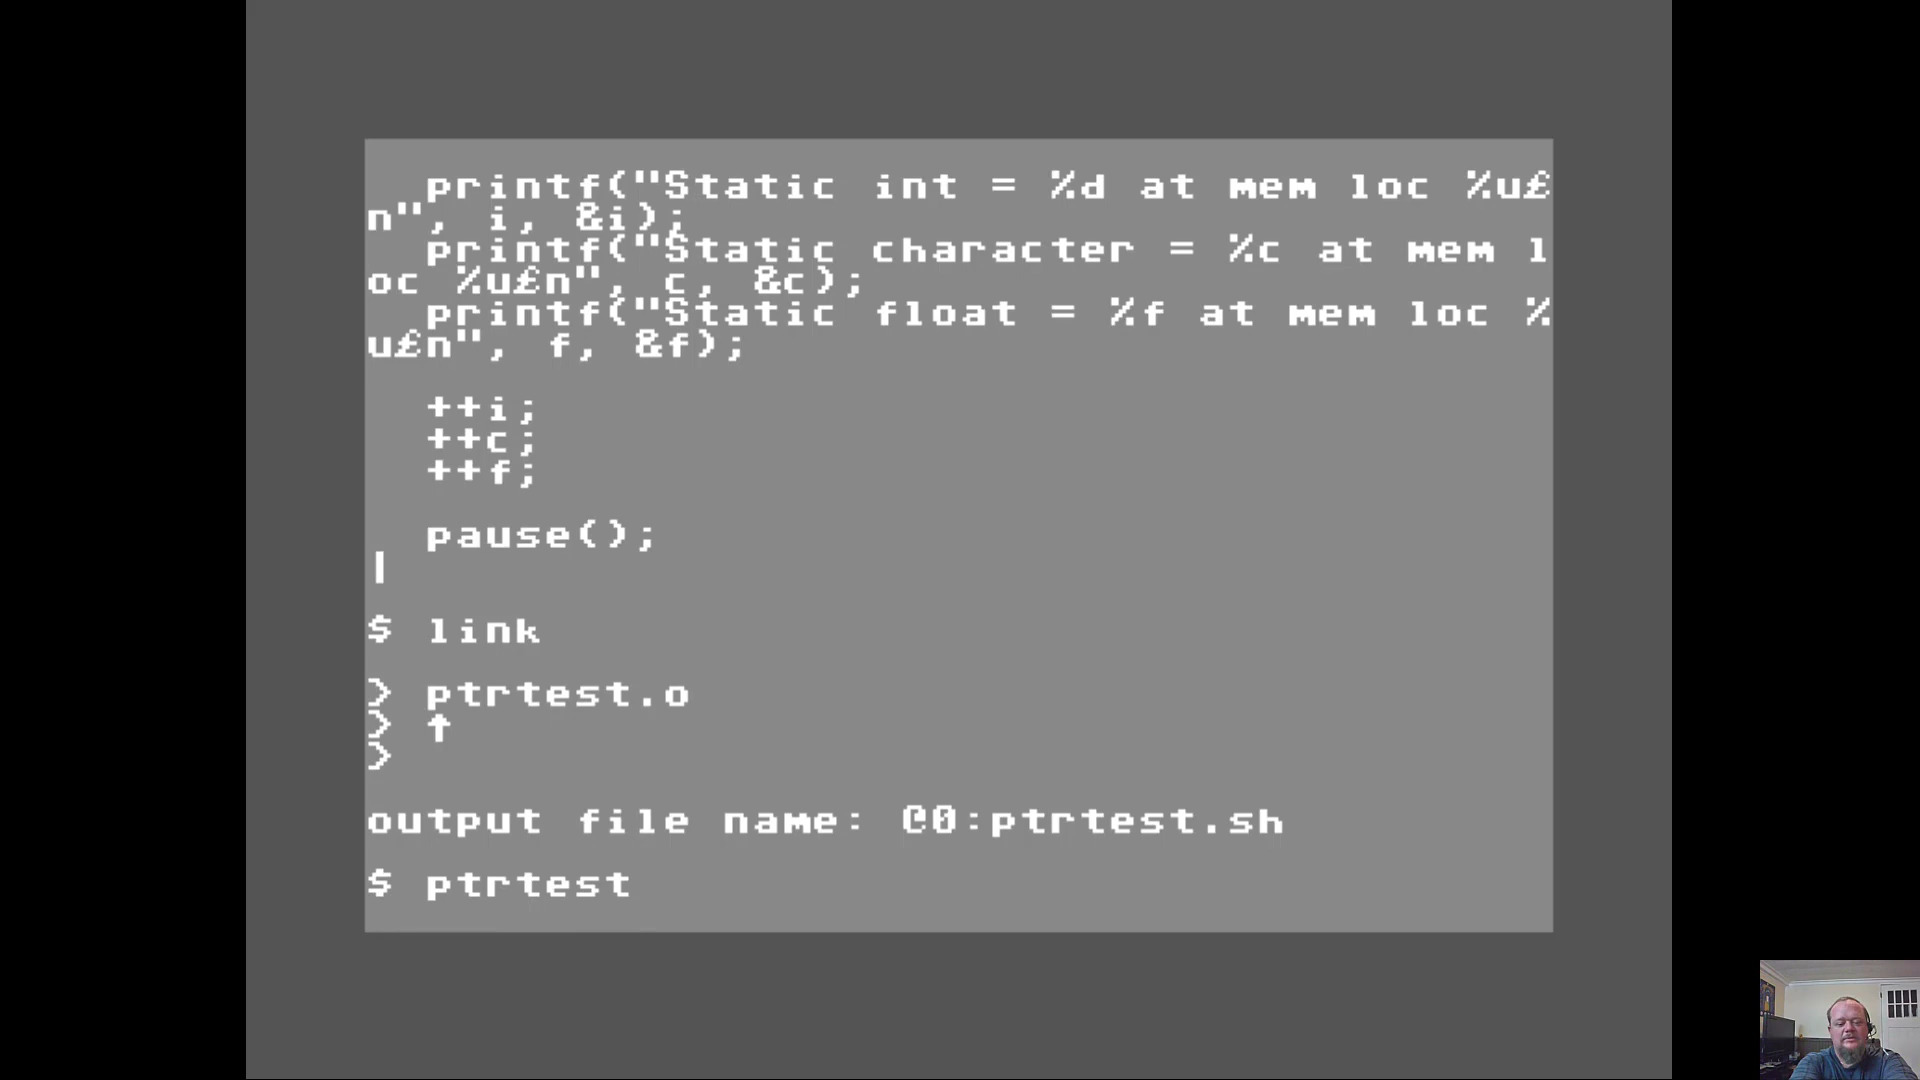 printf("Static int = %d at mem loc %u£
n", i, &i);
printf("Static character = %c at mem l
oc %u£n", c, &c);
printf("Static float = %f at mem loc %
u£n", f, &f);
++i;
++c;
++f;
pause();
|
$ link
> ptrtest.o
> ↑
>
output file name: @0:ptrtest.sh
$ ptrtest